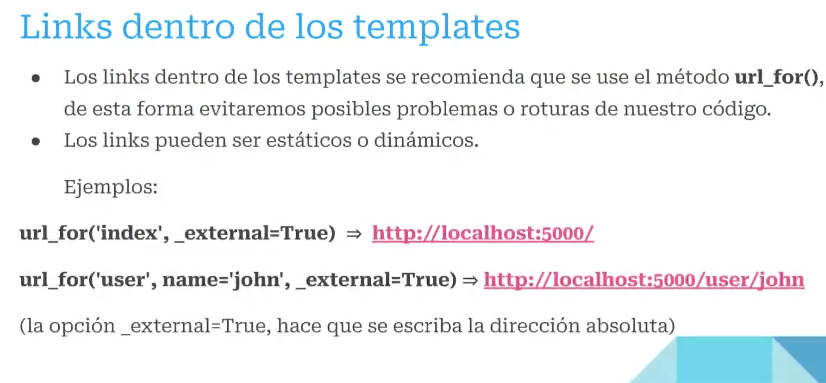 Links dentro de los templates
● Los links dentro de los templates se recomienda que se use el método url_for(),
de esta forma evitaremos posibles problemas o roturas de nuestro código.
● Los links pueden ser estáticos o dinámicos.
Ejemplos:
url_for('index', _external=True) ⇒ http://localhost:5000/
url_for('user', name='john', _external=True) ⇒ http://localhost:5000/user/john
(la opción _external=True, hace que se escriba la dirección absoluta)